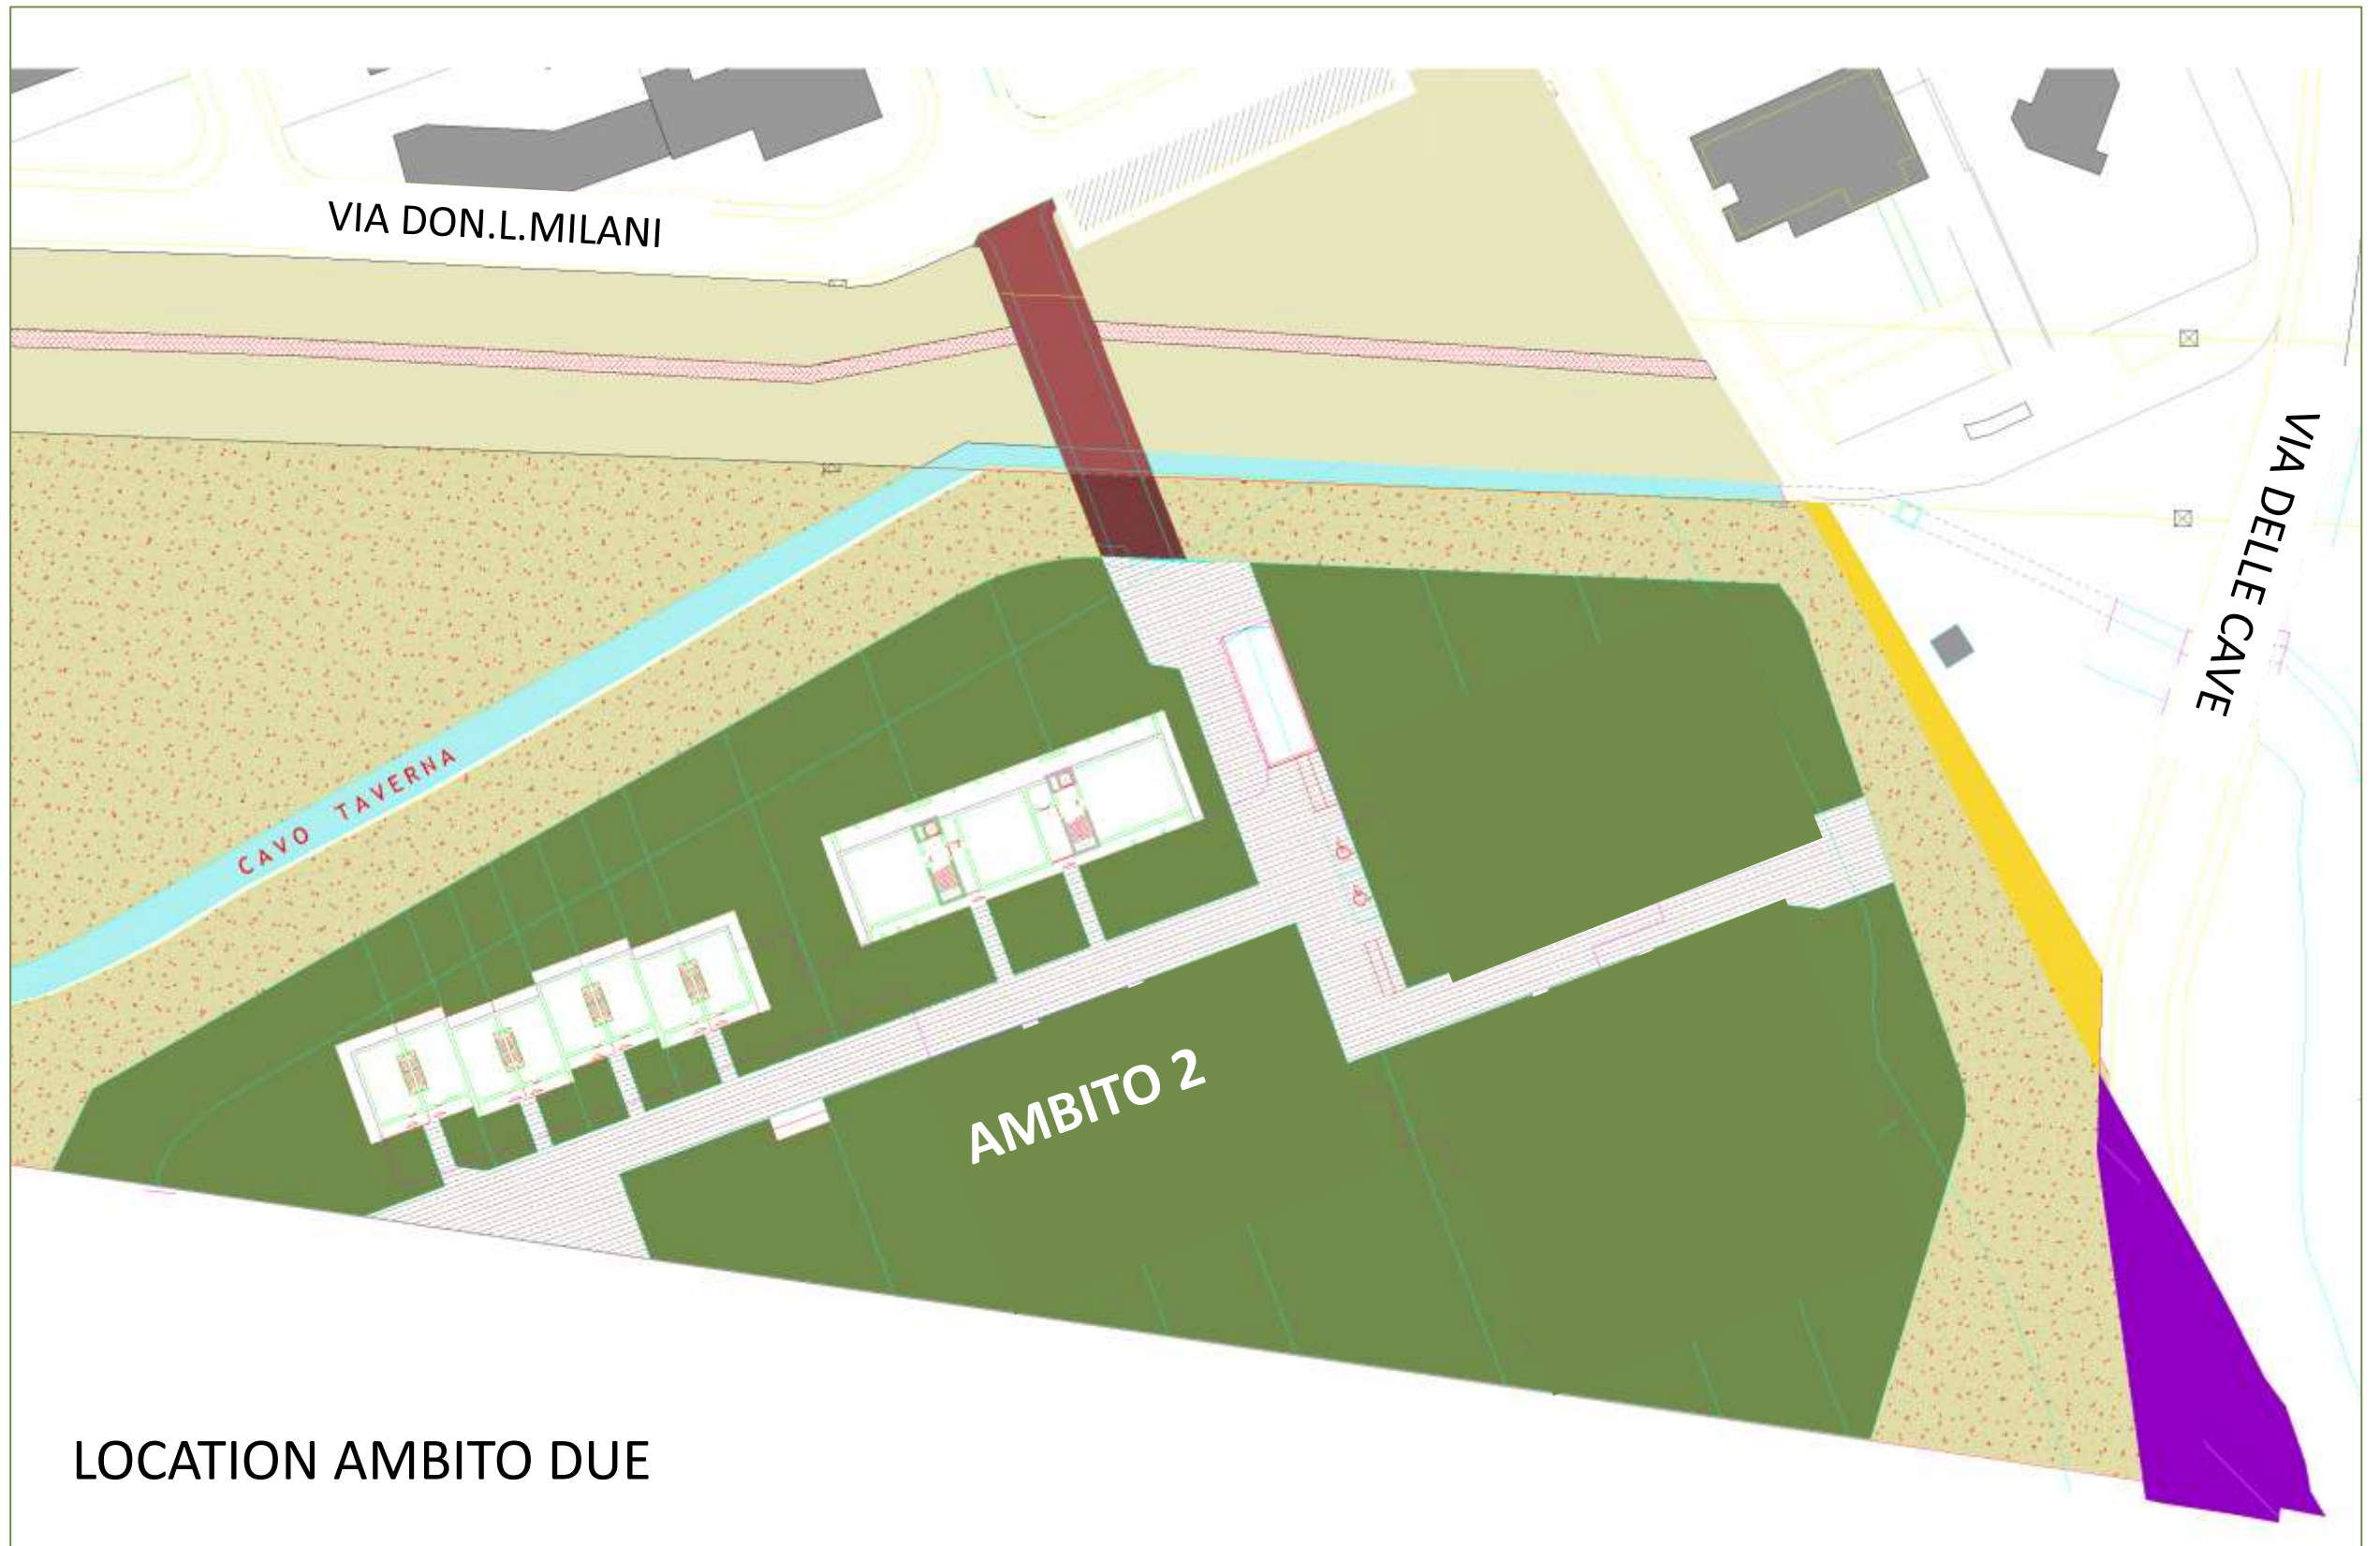 VIA DON.L.MILANI
VIA DELLE CAVE
CAVO TAVERNA
AMBITO 2
LOCATION AMBITO DUE